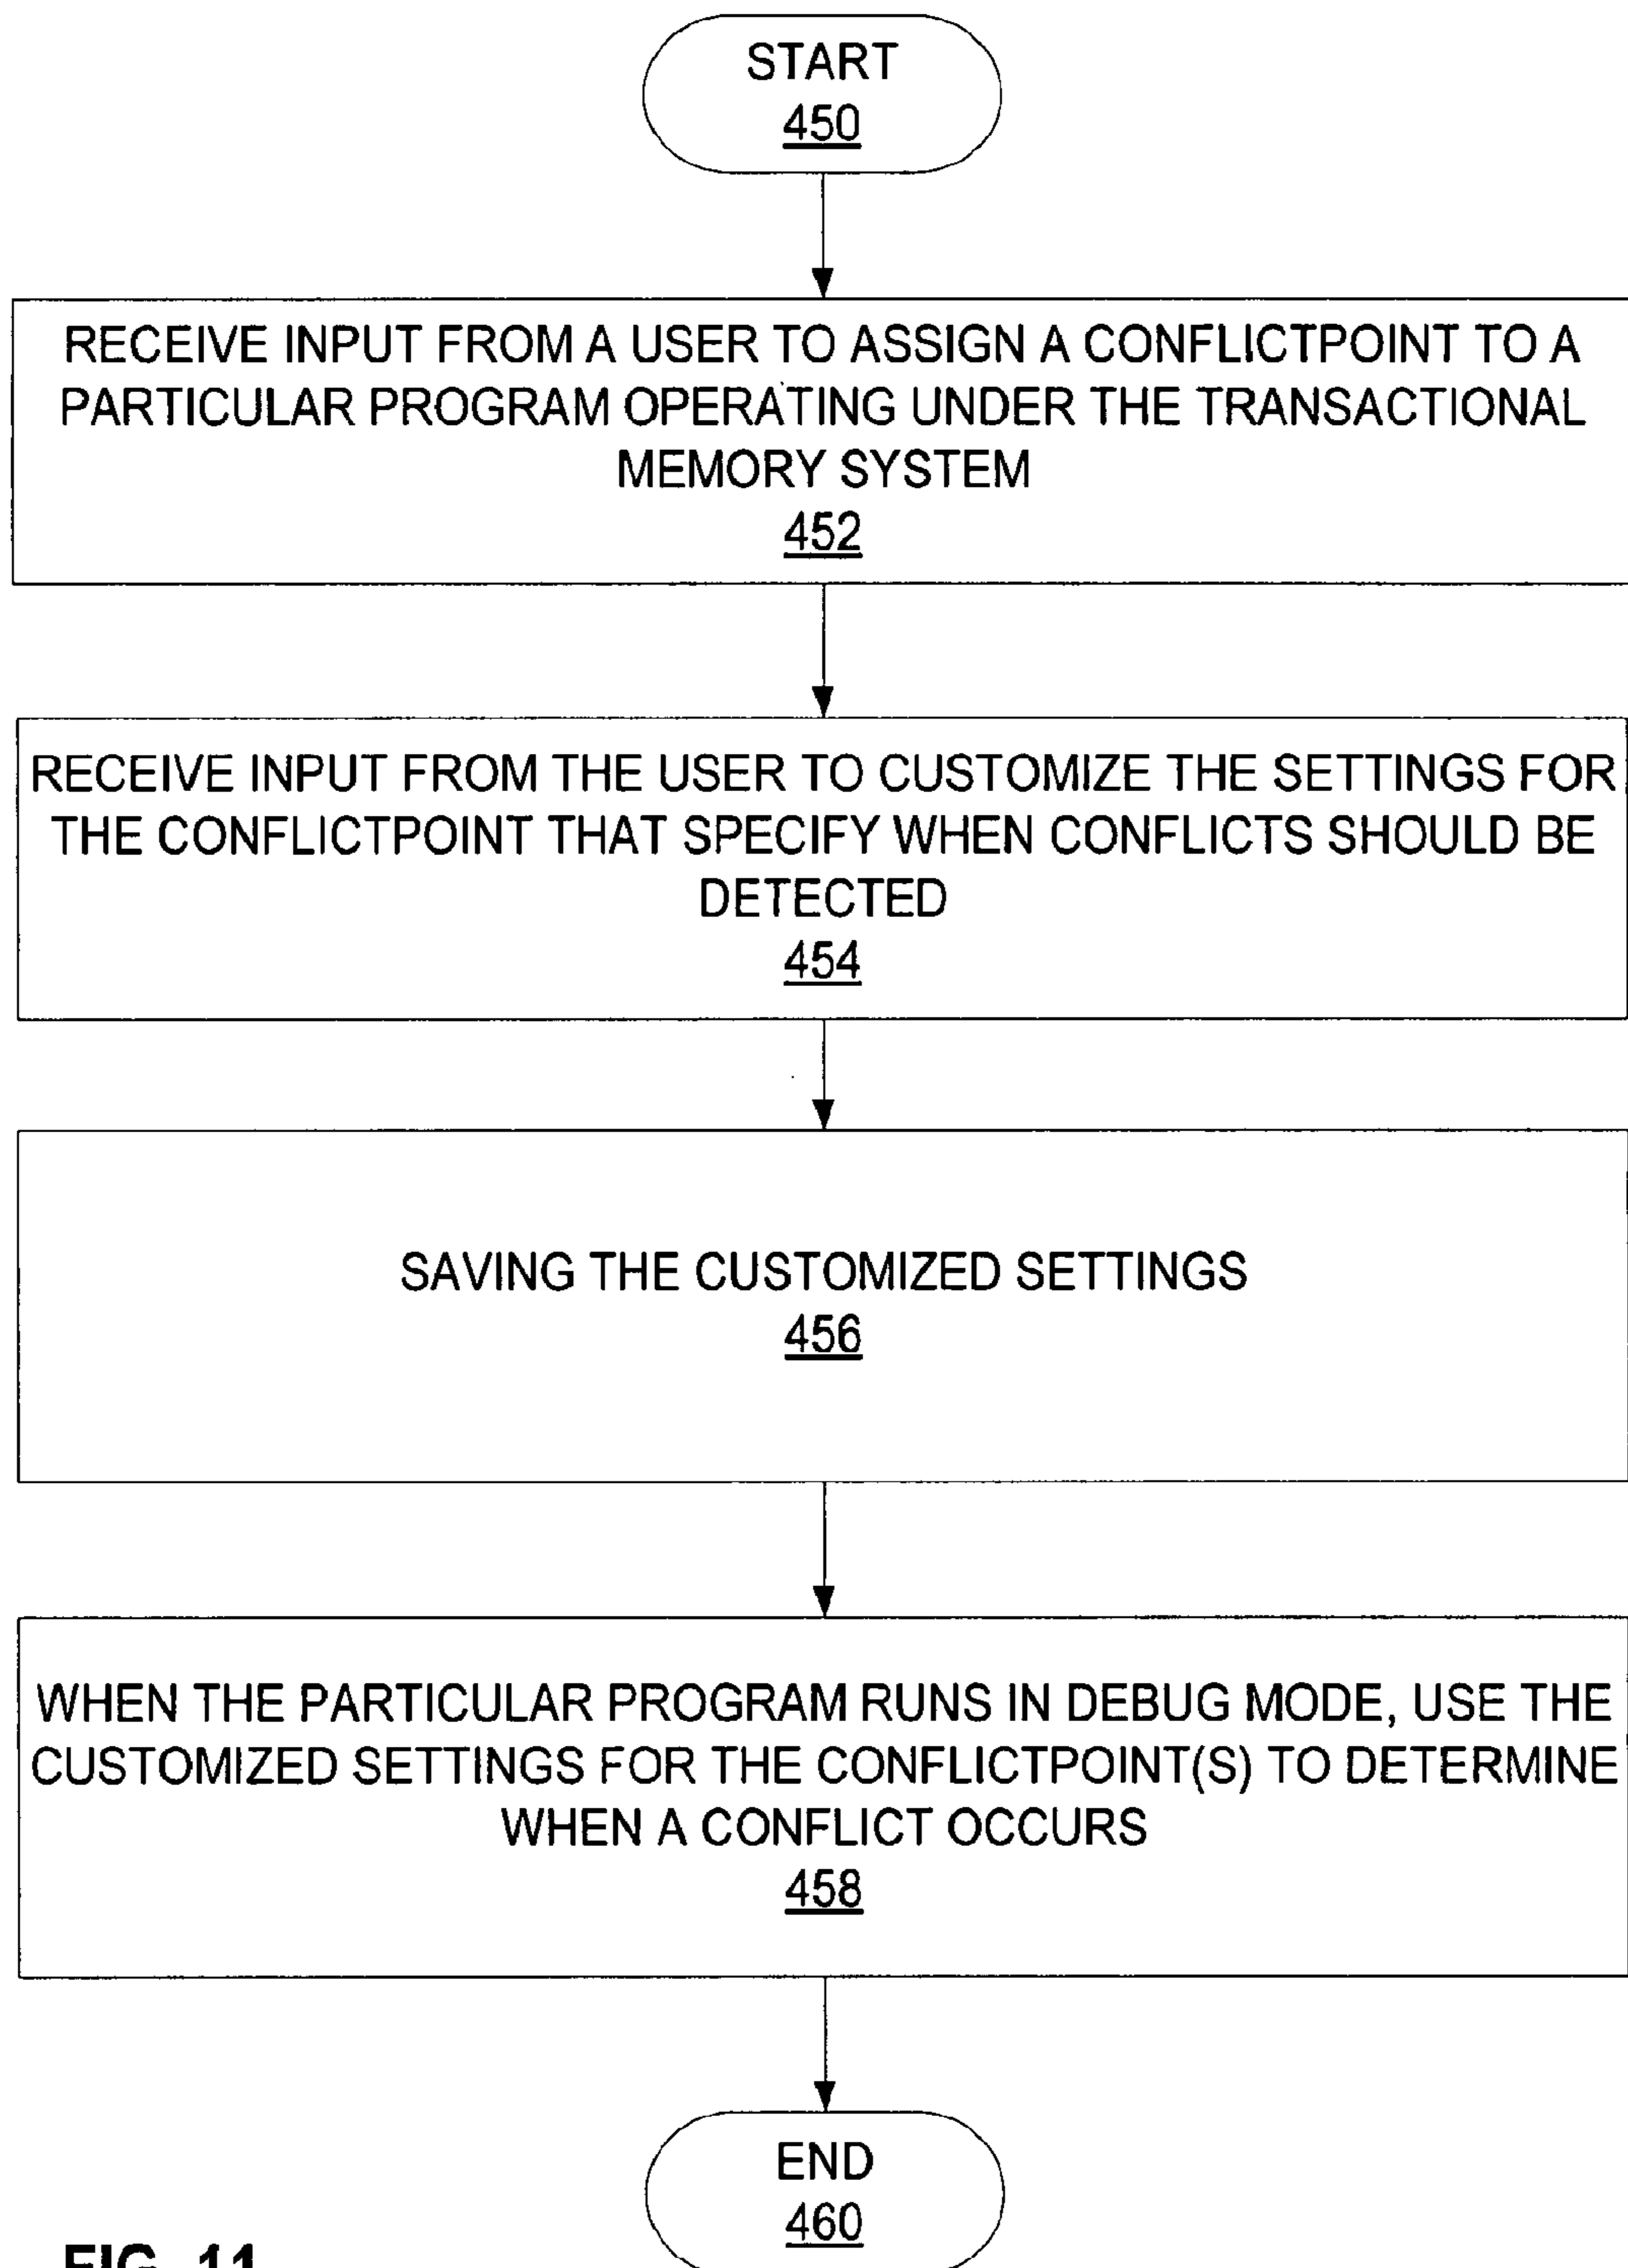 START
450
RECEIVE INPUT FROM A USER TO ASSIGN A CONFLICTPOINT TO A
PARTICULAR PROGRAM OPERATING UNDER THE TRANSACTIONAL
MEMORY SYSTEM
452
RECEIVE INPUT FROM THE USER TO CUSTOMIZE THE SETTINGS FOR
THE CONFLICTPOINT THAT SPECIFY WHEN CONFLICTS SHOULD BE
DETECTED
454
SAVING THE CUSTOMIZED SETTINGS
456
WHEN THE PARTICULAR PROGRAM RUNS IN DEBUG MODE, USE THE
CUSTOMIZED SETTINGS FOR THE CONFLICTPOINT(S) TO DETERMINE
WHEN A CONFLICT OCCURS
458
END
460
FIG. 11